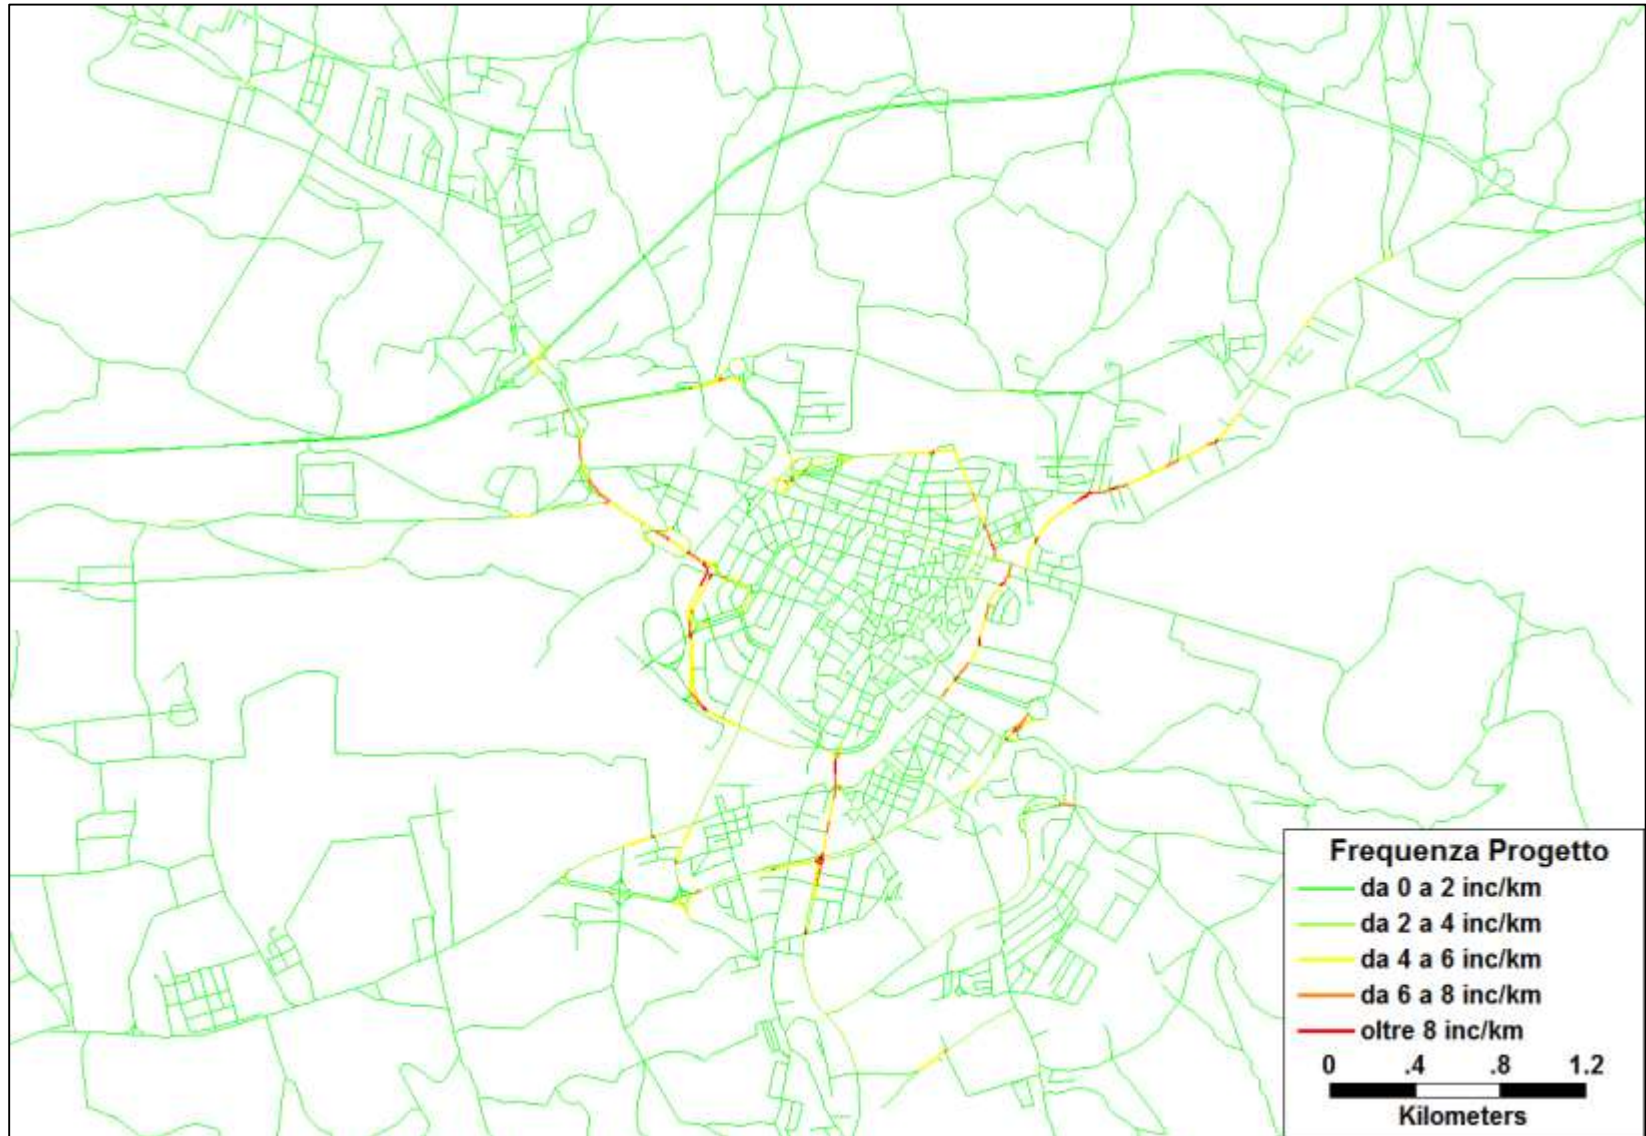 Frequenza Progetto
da 0 a 2 inc/km
da 2 a 4 inc/km
da 4 a 6 inc/km
da 6 a 8 inc/km
oltre 8 inc/km
0 .4 .8 1.2
Kilometers